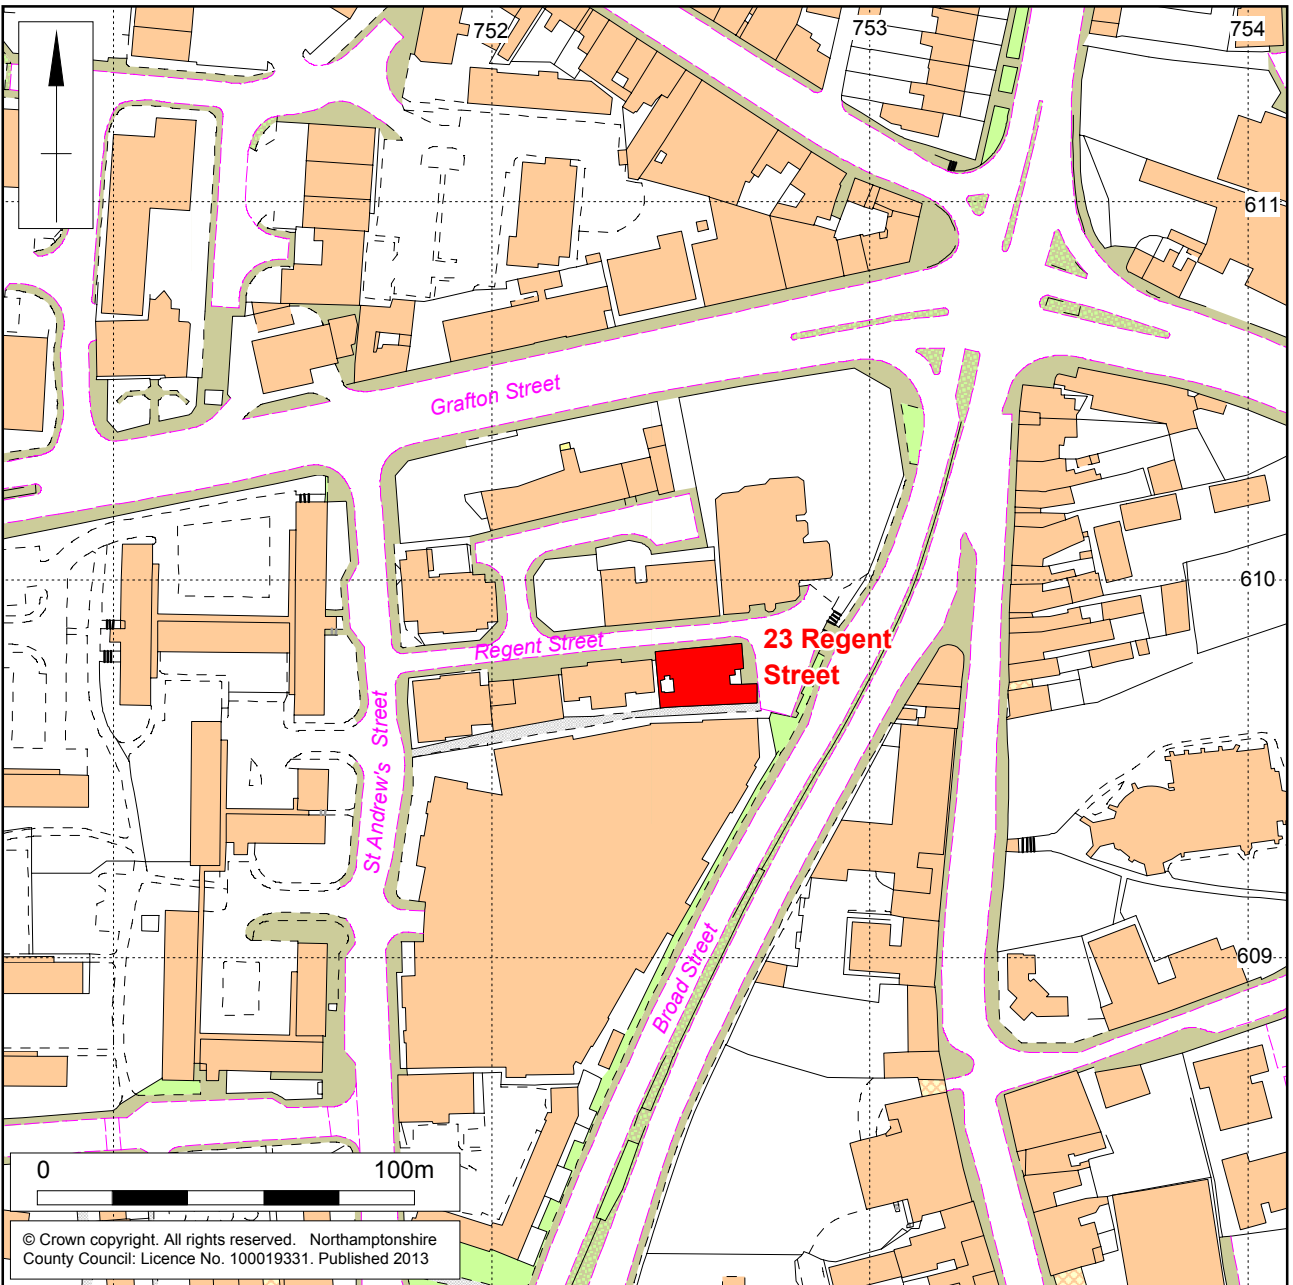 752
753
754
611
Grafton Street
610
Regent Street
23 Regent
Street
St Andrew's Street
Broad Street
609
0 100m
© Crown copyright. All rights reserved. Northamptonshire
County Council: Licence No. 100019331. Published 2013